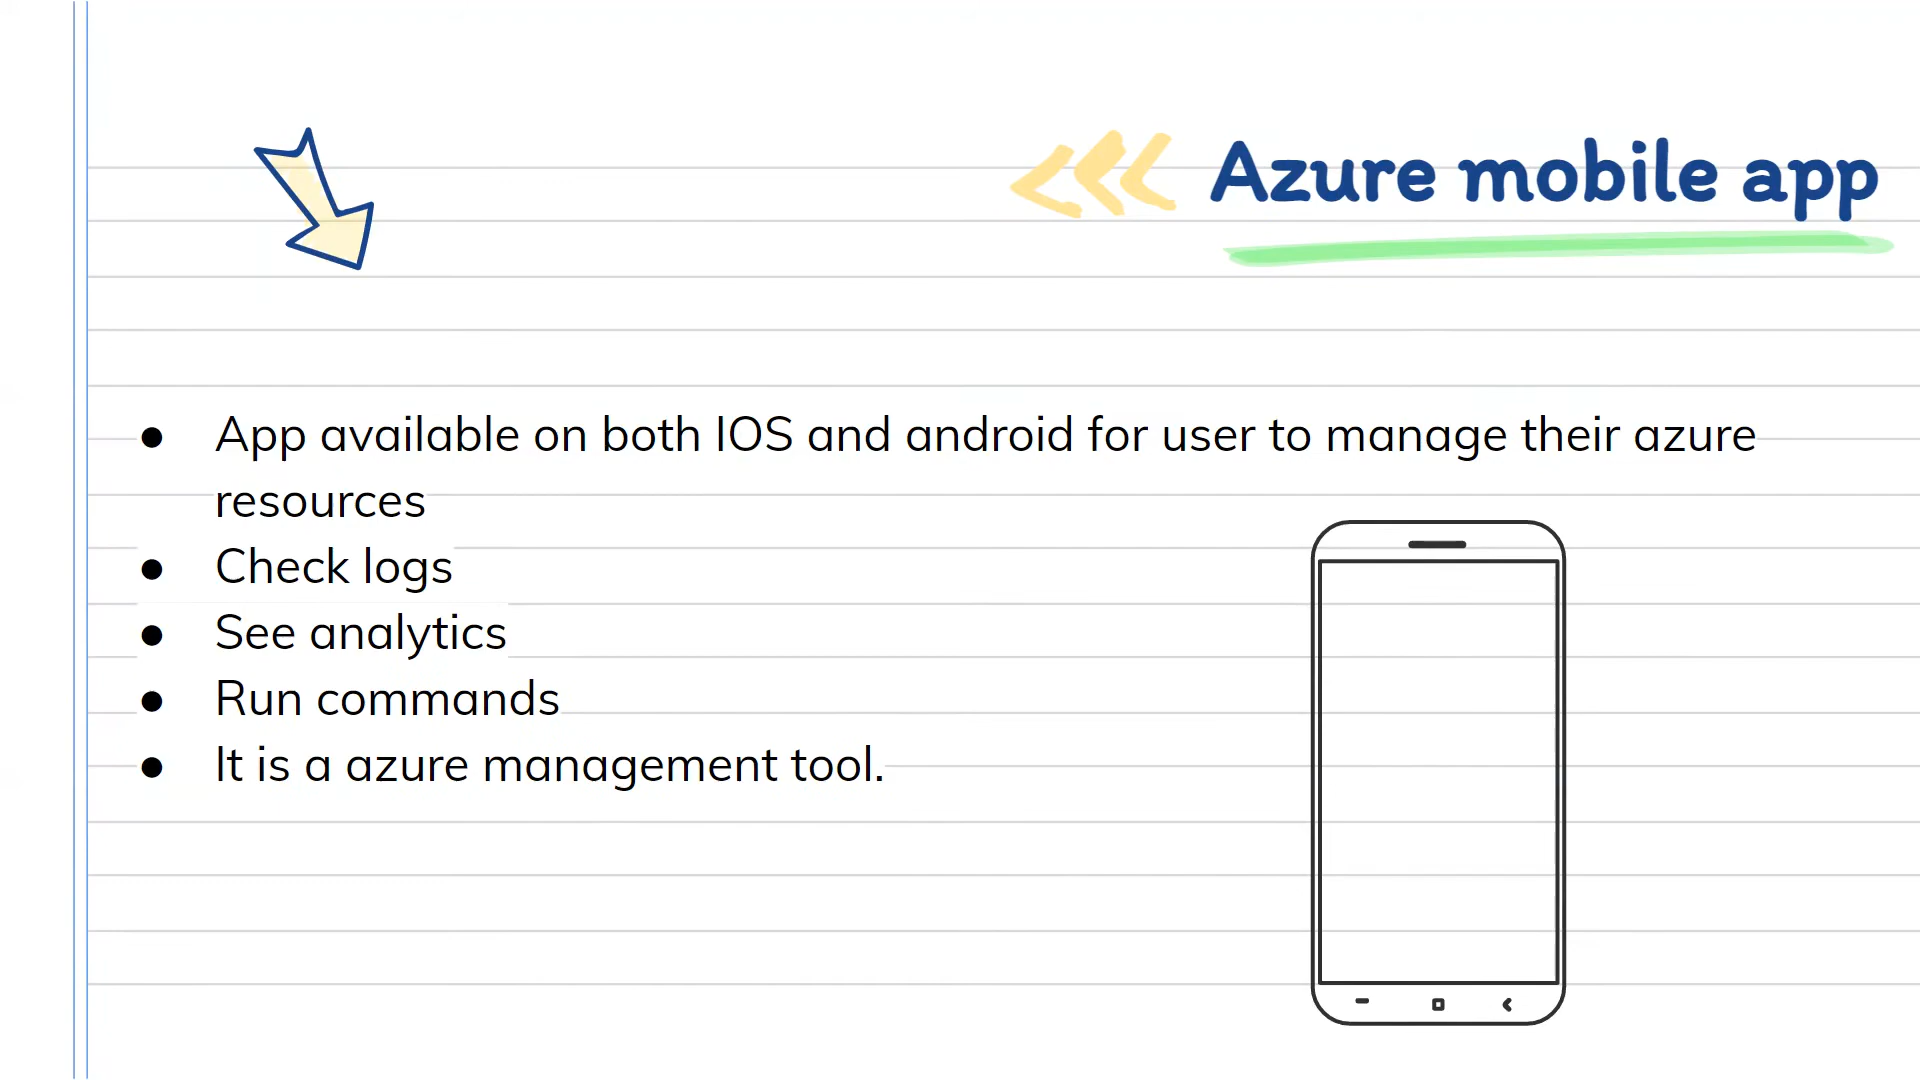 Azure mobile app
● App available on both IOS and android for user to manage their azure
resources
● Check logs
● See analytics
● Run commands
● It is a azure management tool.